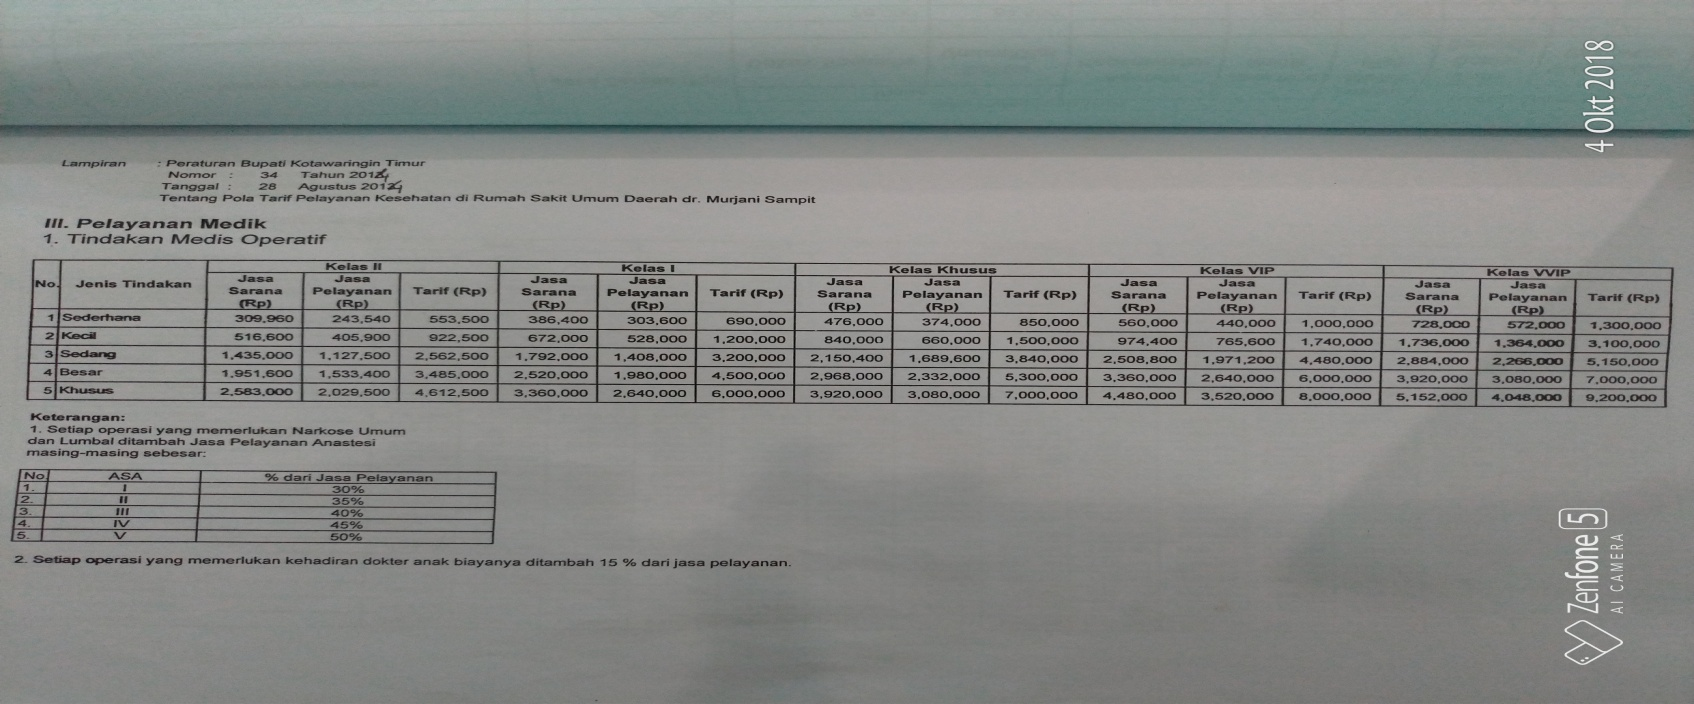 Lampiran : Peraturan Bupati Kotawaringin Timur
Nomor : 34 Tahun 2014
Tanggal : 28 Agustus 2014
Tentang Pola Tarif Pelayanan Kesehatan di Rumah Sakit Umum Daerah dr. Murjani Sampit
III. Pelayanan Medik
1. Tindakan Medis Operatif
No. Jenis Tindakan Kelas II Kelas I Kelas Khusus Kelas VIP Kelas VVIP
Jasa Sarana (Rp) Jasa Pelayanan (Rp) Tarif (Rp) Jasa Sarana (Rp) Jasa Pelayanan (Rp) Tarif (Rp) Jasa Sarana (Rp) Jasa Pelayanan (Rp) Tarif (Rp) Jasa Sarana (Rp) Jasa Pelayanan (Rp) Tarif (Rp) Jasa Sarana (Rp) Jasa Pelayanan (Rp) Tarif (Rp)
1 Sederhana 309,960 243,540 553,500 386,400 303,600 690,000 476,000 374,000 850,000 560,000 440,000 1,000,000 728,000 572,000 1,300,000
2 Kecil 516,600 405,900 922,500 672,000 528,000 1,200,000 840,000 660,000 1,500,000 974,400 765,600 1,740,000 1,736,000 1,364,000 3,100,000
3 Sedang 1,435,000 1,127,500 2,562,500 1,792,000 1,408,000 3,200,000 2,150,400 1,689,600 3,840,000 2,508,800 1,971,200 4,480,000 2,884,000 2,266,000 5,150,000
4 Besar 1,951,600 1,533,400 3,485,000 2,520,000 1,980,000 4,500,000 2,968,000 2,332,000 5,300,000 3,360,000 2,640,000 6,000,000 3,920,000 3,080,000 7,000,000
5 Khusus 2,583,000 2,029,500 4,612,500 3,360,000 2,640,000 6,000,000 3,920,000 3,080,000 7,000,000 4,480,000 3,520,000 8,000,000 5,152,000 4,048,000 9,200,000
Keterangan:
1. Setiap operasi yang memerlukan Narkose Umum
dan Lumbal ditambah Jasa Pelayanan Anastesi
masing-masing sebesar:
No ASA % dari Jasa Pelayanan
1. I 30%
2. II 35%
3. III 40%
4. IV 45%
5. V 50%
2. Setiap operasi yang memerlukan kehadiran dokter anak biayanya ditambah 15 % dari jasa pelayanan.
4 Okt 2018
Zenfone 5
AI CAMERA